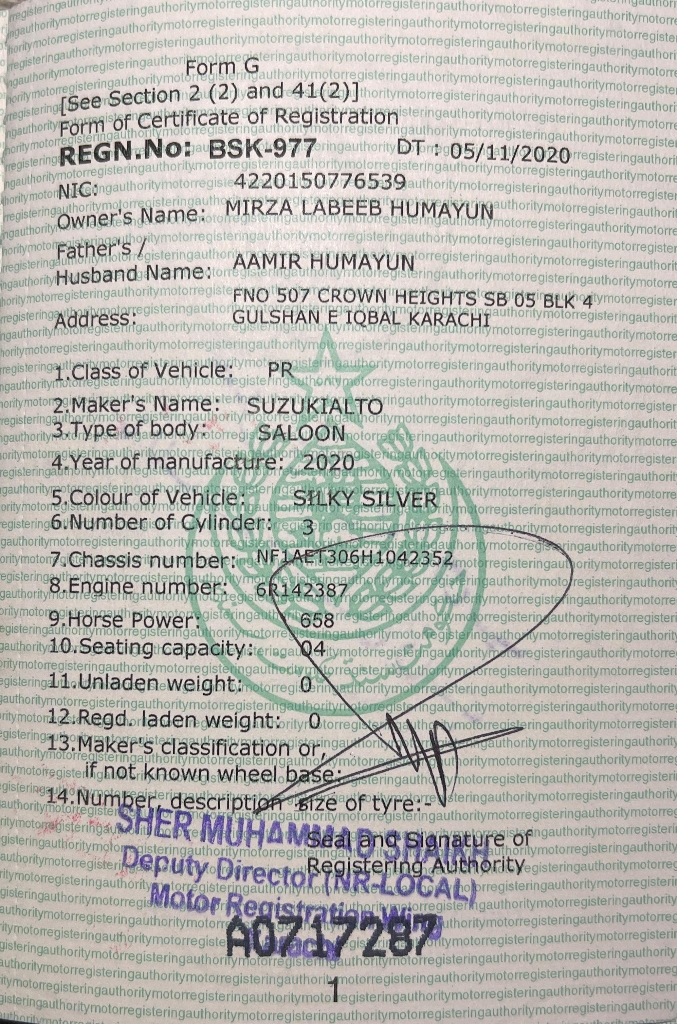 Form G
[See Section 2 (2) and 41(2)]
Form of Certificate of Registration
REGN.No: BSK-977 DT : 05/11/2020
NIC: 4220150776539
Owner's Name: MIRZA LABEEB HUMAYUN
Father's /
Husband Name: AAMIR HUMAYUN
FNO 507 CROWN HEIGHTS SB 05 BLK 4
Address: GULSHAN E IQBAL KARACHI
1.Class of Vehicle: PR
2.Maker's Name: SUZUKIALTO
3.Type of body: SALOON
4.Year of manufacture: 2020
5.Colour of Vehicle: SILKY SILVER
6.Number of Cylinder: 3
7.Chassis number: NF1AET306H1042352
8.Engine number: 6R142387
9.Horse Power: 658
10.Seating capacity: 04
11.Unladen weight: 0
12.Regd. laden weight: 0
13.Maker's classification or,
if not known wheel base:
14.Number, description size of tyre:-
SHER MUHAMMAD SHAIKH
Seal and Signature of
Deputy Director (NR-LOCAL)
Registering Authority
Motor Registration Wing
A0717287
1